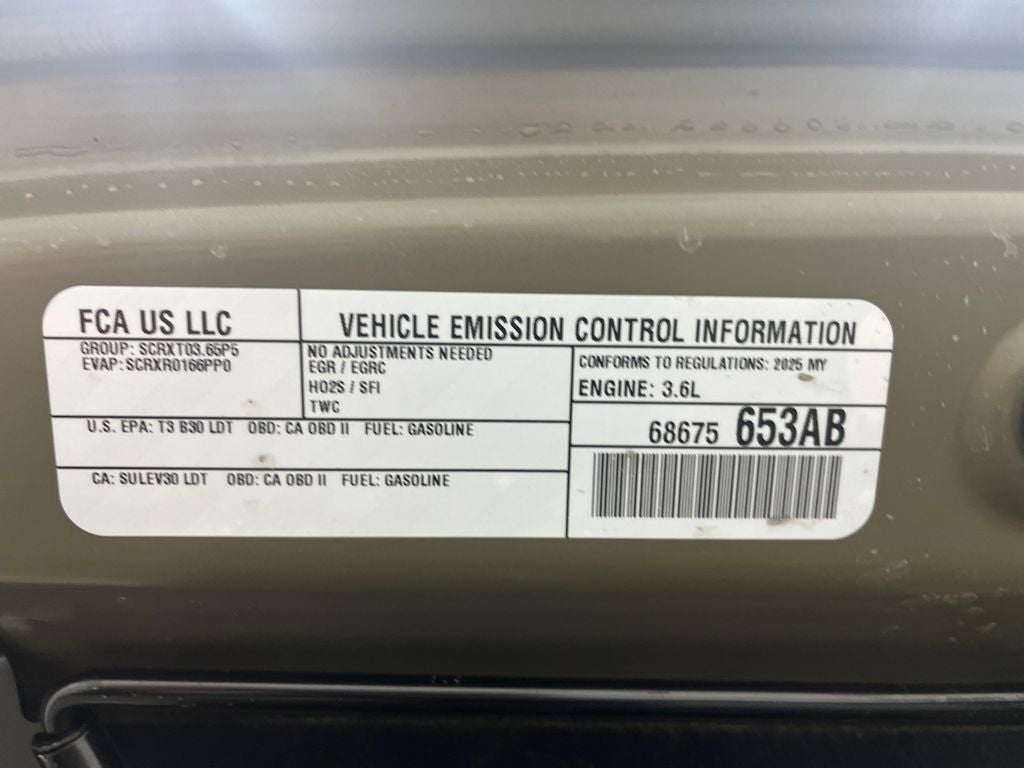 FCA US LLC
VEHICLE EMISSION CONTROL INFORMATION
GROUP: SCRXT03.65P5
EVAP: SCRXR0166PP0
NO ADJUSTMENTS NEEDED
EGR / EGRC
HO2S / SFI
TWC
CONFORMS TO REGULATIONS: 2025 MY
ENGINE: 3.6L
68675 653AB
U.S. EPA: T3 B30 LDT OBD: CA OBD II FUEL: GASOLINE
CA: SULEV30 LDT OBD: CA OBD II FUEL: GASOLINE